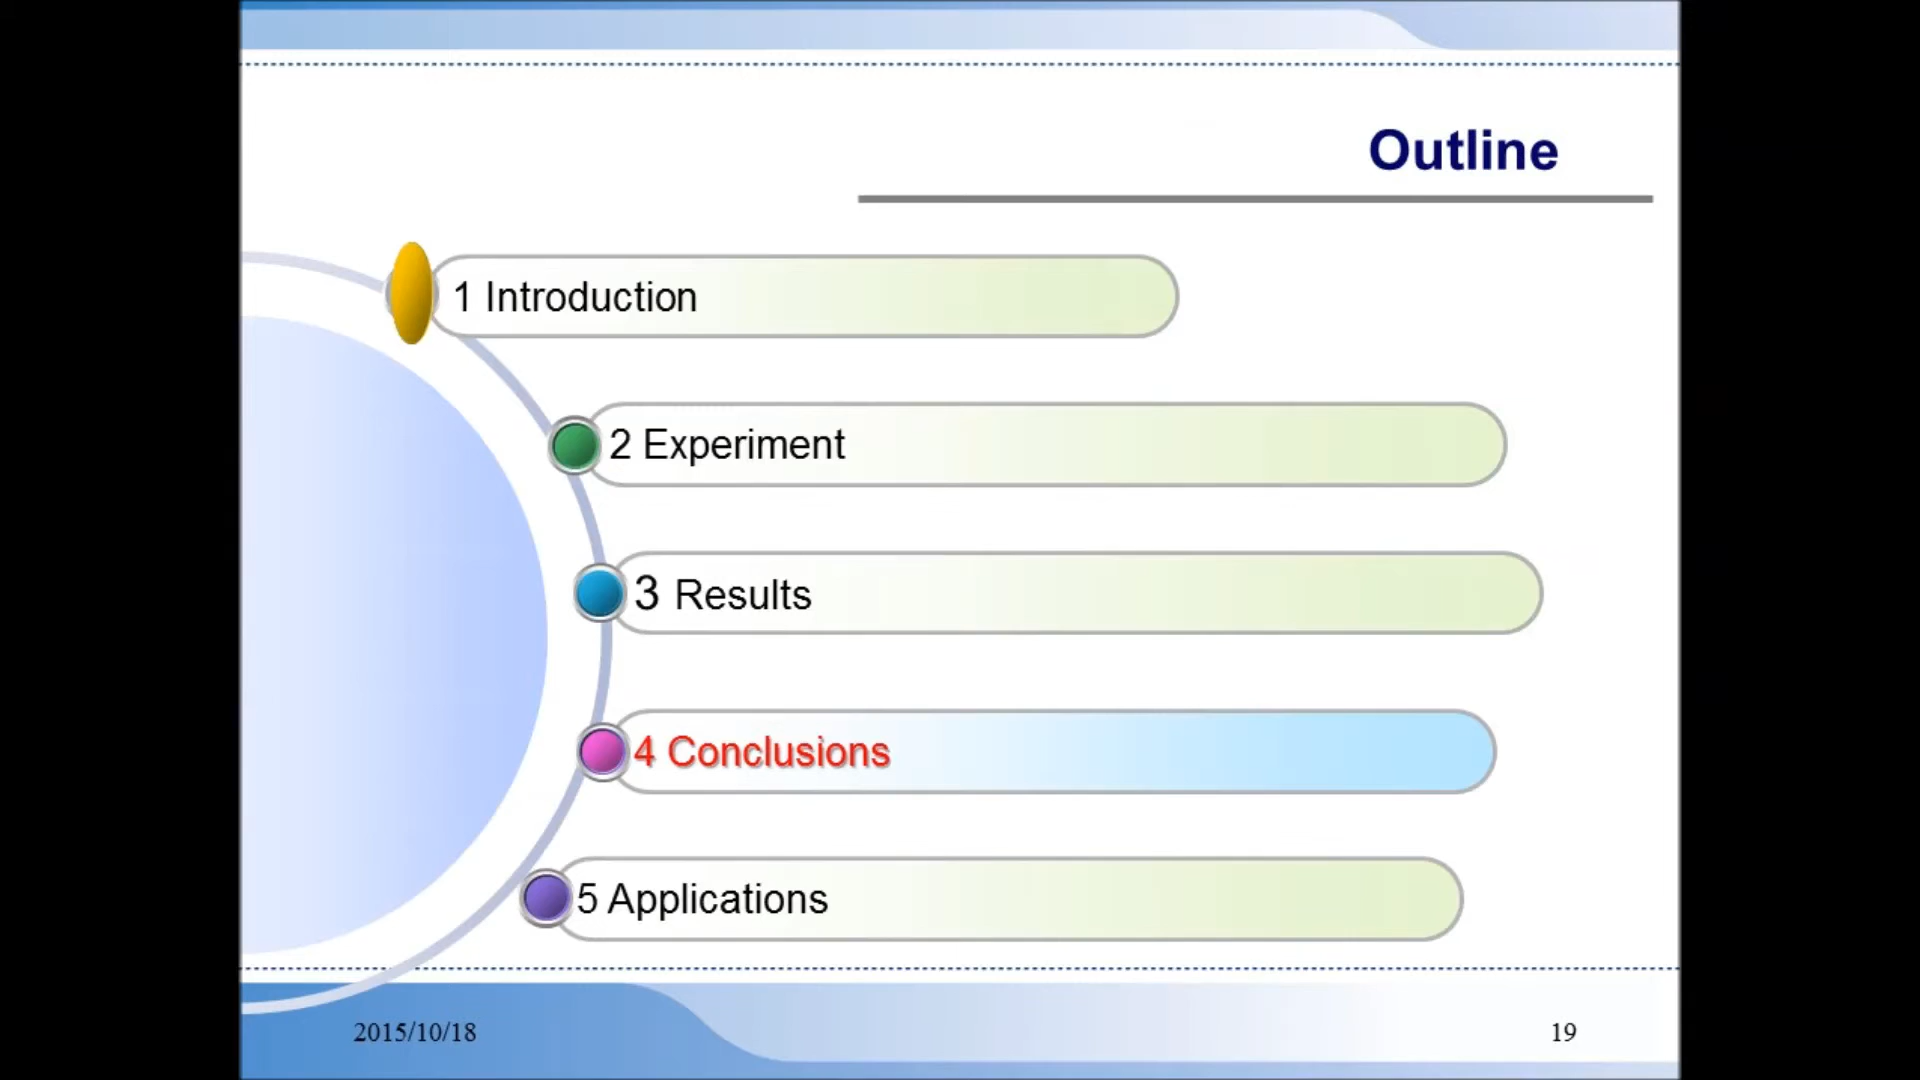 Outline
1 Introduction
2 Experiment
3 Results
4 Conclusions
5 Applications
2015/10/18
19